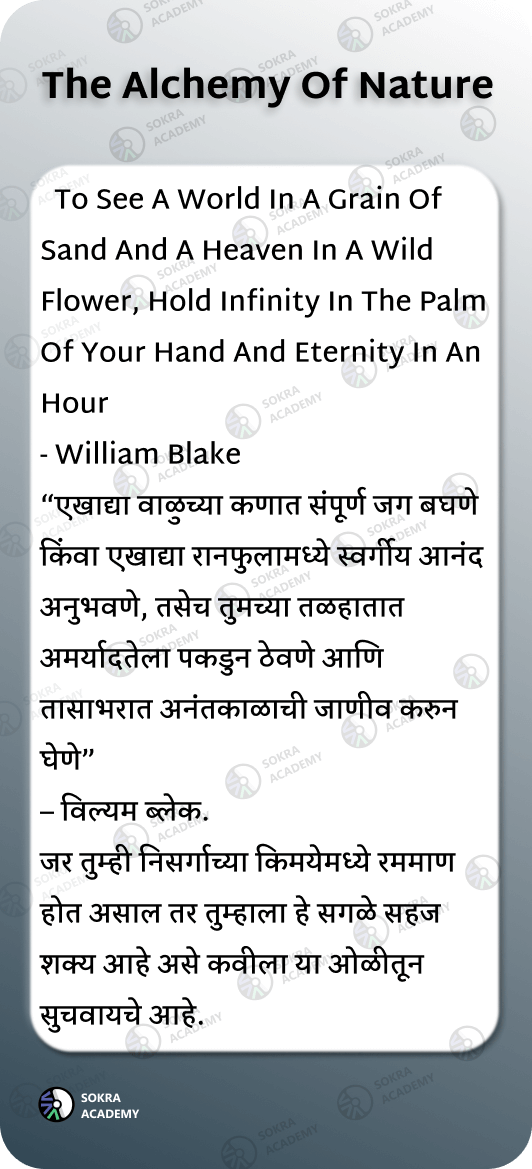 The Alchemy Of Nature
To See A World In A Grain Of
Sand And A Heaven In A Wild
Flower, Hold Infinity In The Palm
Of Your Hand And Eternity In An
Hour
- William Blake
“एखाद्या वाळुच्या कणात संपूर्ण जग बघणे
किंवा एखाद्या रानफुलामध्ये स्वर्गीय आनंद
अनुभवणे, तसेच तुमच्या तळहातात
अमर्यादतेला पकडुन ठेवणे आणि
तासाभरात अनंतकाळाची जाणीव करुन
घेणे”
– विल्यम ब्लेक.
जर तुम्ही निसर्गाच्या किमयेमध्ये रममाण
होत असाल तर तुम्हाला हे सगळे सहज
शक्य आहे असे कवीला या ओळीतून
सुचवायचे आहे.
SOKRA
ACADEMY